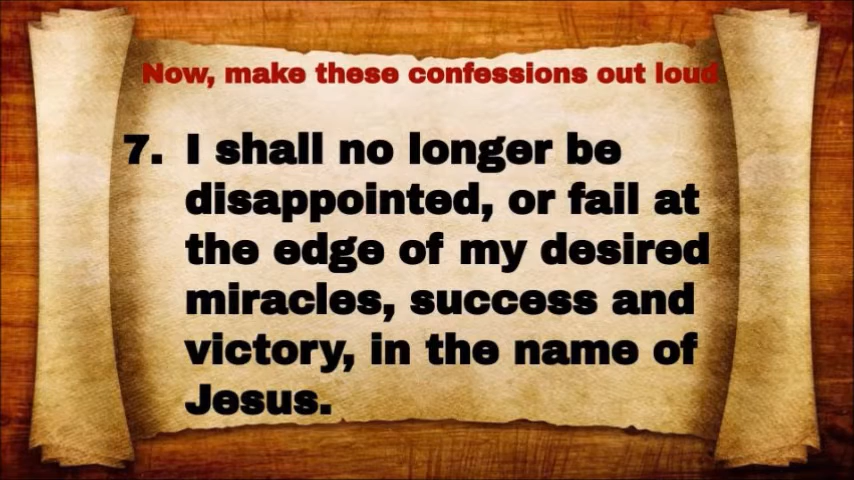 Now, make these confessions out loud
7. I shall no longer be
disappointed, or fail at
the edge of my desired
miracles, success and
victory, in the name of
Jesus.